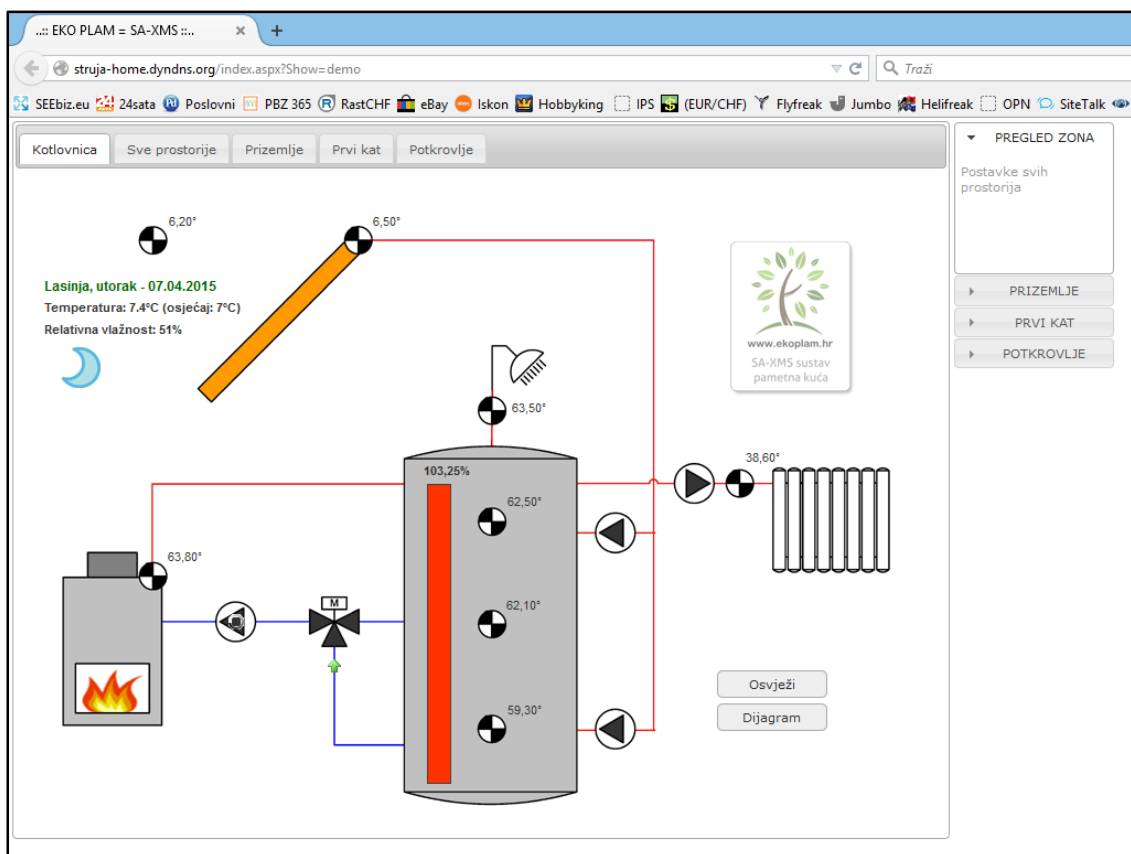 ..:: EKO PLAM = SA-XMS ::..
struja-home.dyndns.org/index.aspx?Show=demo
Traži
SEEbiz.eu 24sata Poslovni PBZ 365 RastCHF eBay Iskon Hobbyking IPS (EUR/CHF) Flyfreak Jumbo Helifreak OPN SiteTalk
Kotlovnica Sve prostorije Prizemlje Prvi kat Potkrovlje
PREGLED ZONA
Postavke svih
prostorija
PRIZEMLJE
PRVI KAT
POTKROVLJE
6,20°
6,50°
Lasinja, utorak - 07.04.2015
Temperatura: 7.4°C (osjećaj: 7°C)
Relativna vlažnost: 51%
www.ekoplam.hr
SA-XMS sustav
pametna kuća
63,50°
103,25%
38,60°
62,50°
63,80°
M
62,10°
59,30°
Osvježi
Dijagram